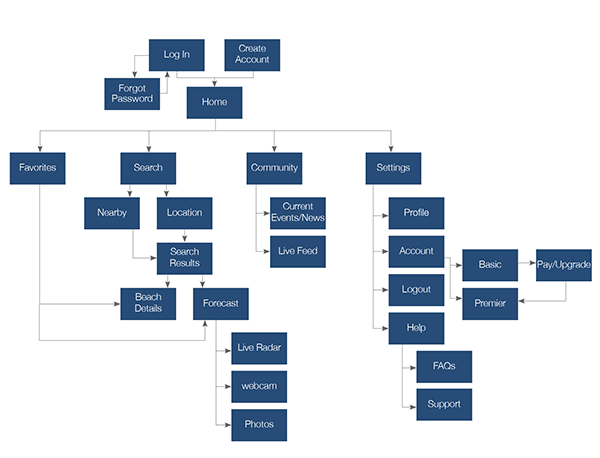 Log In
Create
Account
Forgot
Password
Home
Favorites
Search
Community
Settings
Nearby
Location
Current
Events/News
Profile
Search
Results
Live Feed
Account
Basic
Pay/Upgrade
Beach
Details
Forecast
Logout
Premier
Help
Live Radar
FAQs
webcam
Support
Photos